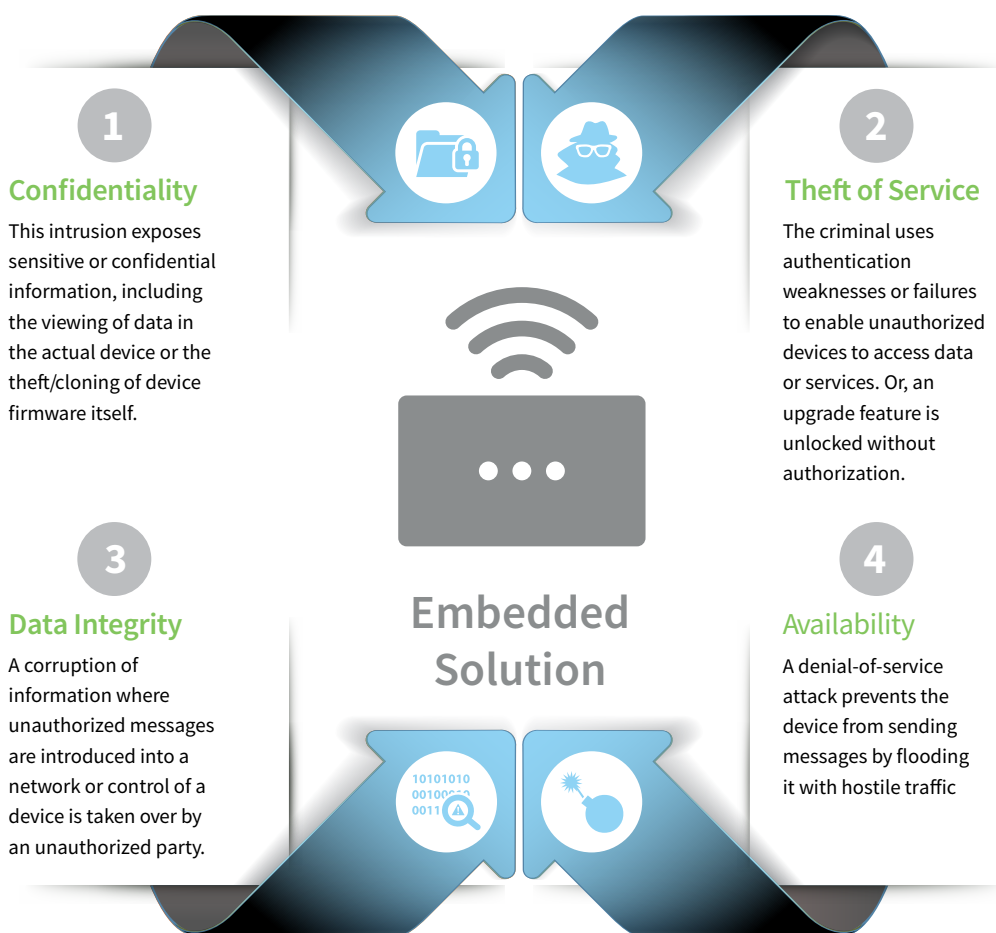 1
Confidentiality
This intrusion exposes
sensitive or confidential
information, including
the viewing of data in
the actual device or the
theft/cloning of device
firmware itself.
2
Theft of Service
The criminal uses
authentication
weaknesses or failures
to enable unauthorized
devices to access data
or services. Or, an
upgrade feature is
unlocked without
authorization.
Embedded
Solution
3
Data Integrity
A corruption of
information where
unauthorized messages
are introduced into a
network or control of a
device is taken over by
an unauthorized party.
4
Availability
A denial-of-service
attack prevents the
device from sending
messages by flooding
it with hostile traffic
10101010
0011